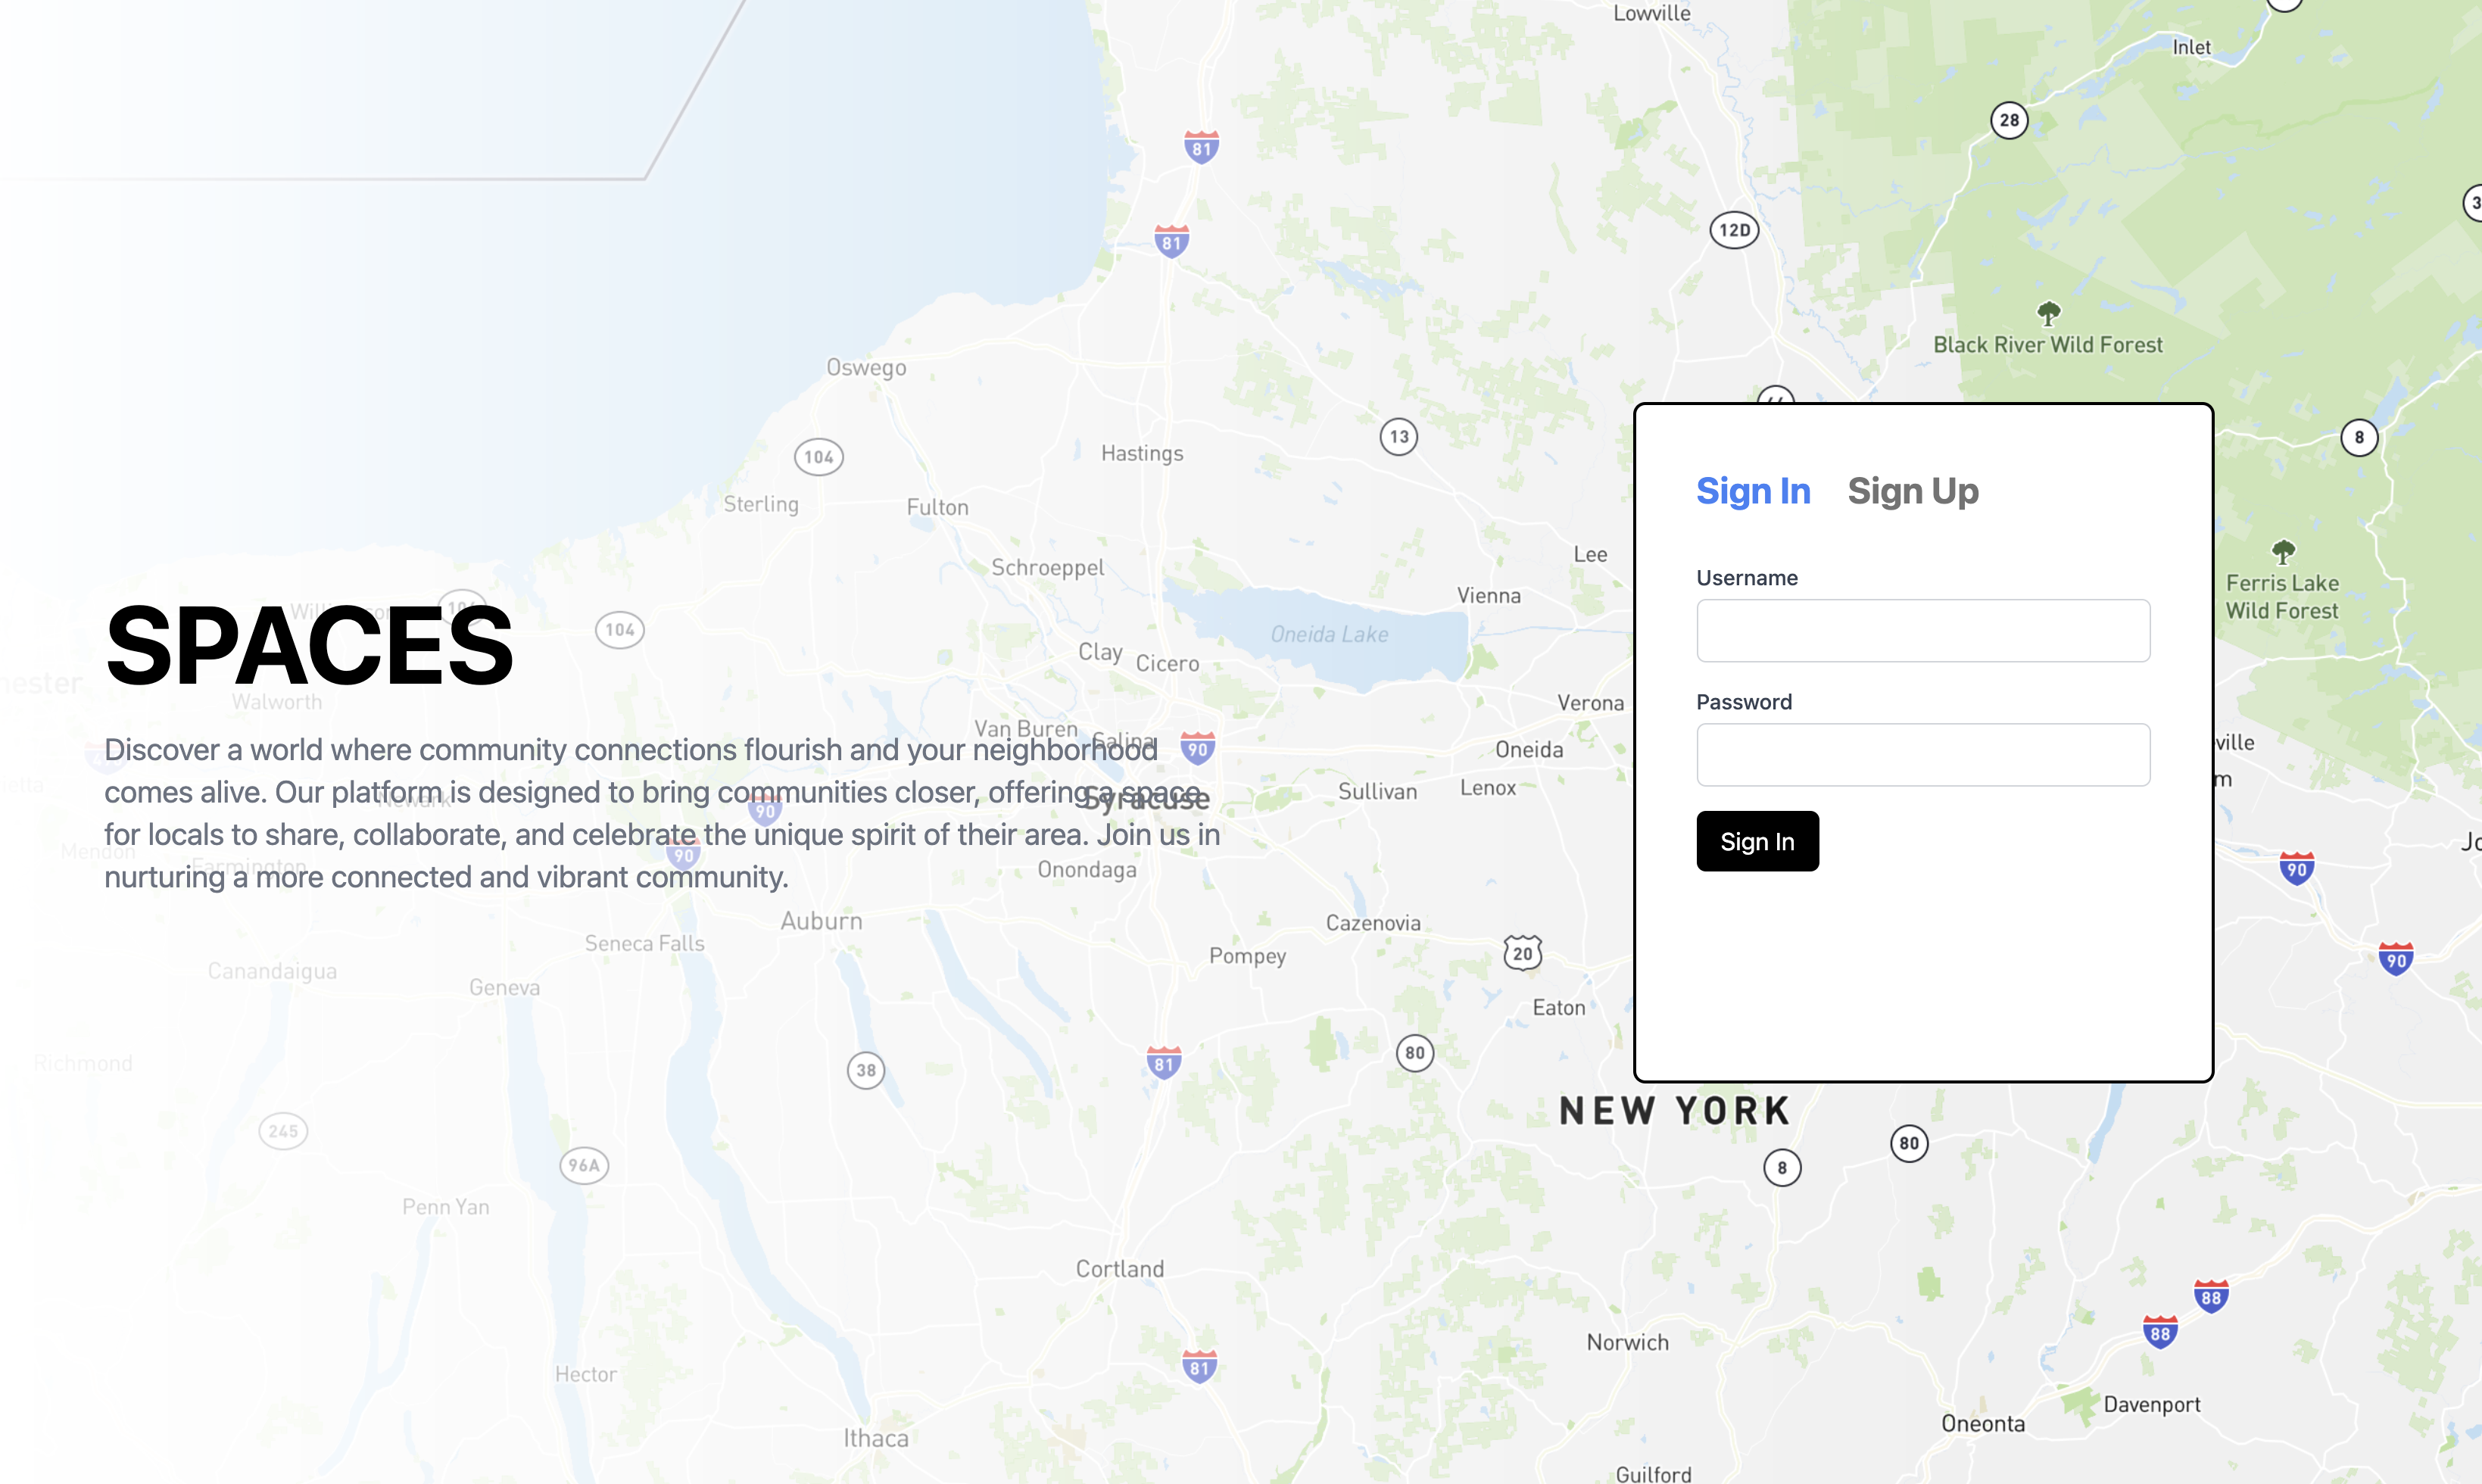 Lowville
Inlet
28
81
3
12D
81
Black River Wild Forest
Oswego
13
8
104
Hastings
Sign In Sign Up
Sterling
Fulton
Lee
Schroeppel
Username
Ferris Lake
Wild Forest
Vienna
104
104
SPACES
Oneida Lake
Clay
Cicero
Walworth
Verona
Password
Van Buren
Salina
90
Oneida
ville
Discover a world where community connections flourish and your neighborhood
comes alive. Our platform is designed to bring communities closer, offering a space
for locals to share, collaborate, and celebrate the unique spirit of their area. Join us in
nurturing a more connected and vibrant community.
Newark
90
Syracuse
Sullivan
Lenox
m
Sign In
Mendon
Farmington
90
Onondaga
90
Auburn
Cazenovia
Seneca Falls
Pompey
20
90
Canandaigua
Geneva
Eaton
Richmond
38
81
80
NEW YORK
245
96A
8
80
Penn Yan
Cortland
88
88
Norwich
Hector
81
Davenport
Ithaca
Oneonta
Guilford